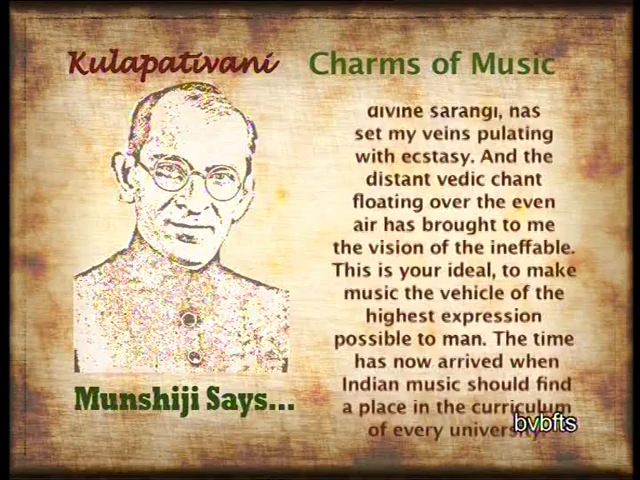 Kulapativani Charms of Music
divine sarangi, has
set my veins pulating
with ecstasy. And the
distant vedic chant
floating over the even
air has brought to me
the vision of the ineffable.
This is your ideal, to make
music the vehicle of the
highest expression
possible to man. The time
has now arrived when
Indian music should find
a place in the curriculum
of every university.
Munshiji Says...
bvbfts